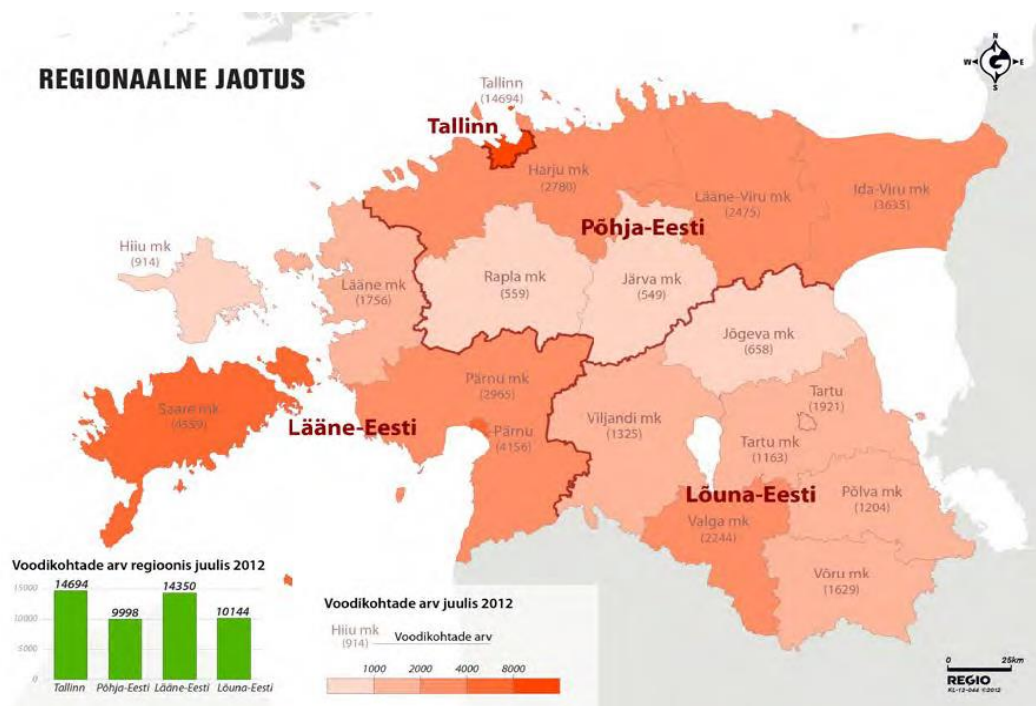 REGIONAALNE JAOTUS
N
W
E
S
Tallinn
(14694)
Tallinn
Harju mk
(2780)
Lääne-Viru mk
(2475)
Ida-Viru mk
(3635)
Põhja-Eesti
Hiiu mk
(914)
Lääne mk
(1756)
Rapla mk
(559)
Järva mk
(549)
Jõgeva mk
(658)
Saare mk
(4559)
Lääne-Eesti
Pärnu mk
(2965)
Pärnu
(4156)
Viljandi mk
(1325)
Tartu
(1921)
Tartu mk
(1163)
Lõuna-Eesti
Põlva mk
(1204)
Valga mk
(2244)
Võru mk
(1629)
Voodikohtade arv regioonis juulis 2012
15000
10000
5000
0
14694
9998
14350
10144
Tallinn Põhja-Eesti Lääne-Eesti Lõuna-Eesti
Voodikohtade arv juulis 2012
Hiiu mk
(914)
Voodikohtade arv
1000 2000 4000 8000
0 25km
REGIO
KL-12-044 ©2012